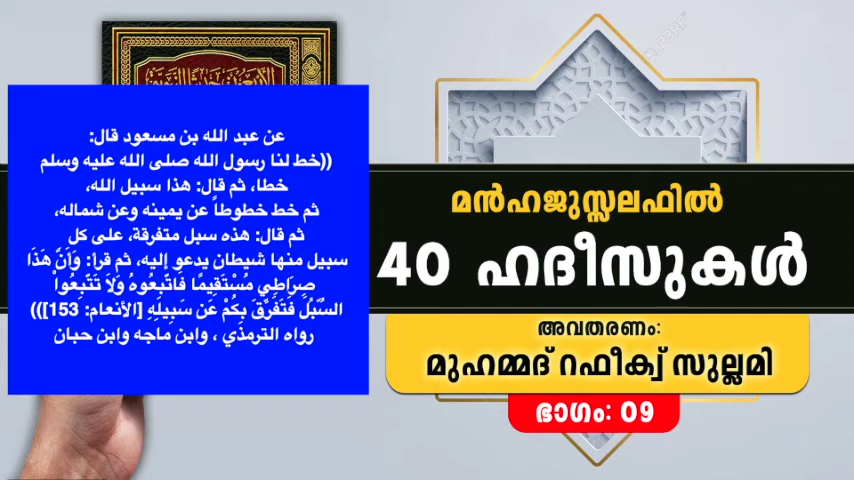 عن عبد الله بن مسعود قال:
((خط لنا رسول الله صلى الله عليه وسلم
خطا، ثم قال: هذا سبيل الله،
ثم خط خطوطاً عن يمينه وعن شماله،
ثم قال: هذه سبل متفرقة، على كل
سبيل منها شيطان يدعو إليه، ثم قرأ: وَأَنَّ هَذَا
صِرَاطِي مُسْتَقِيمًا فَاتَّبِعُوهُ وَلاَ تَتَّبِعُواْ
السُّبُلَ فَتَفَرَّقَ بِكُمْ عَن سَبِيلِهِ [الأنعام: 153]))
رواه الترمذي ، وابن ماجه وابن حبان
മൻഹജുസ്സലഫിൽ
40 ഹദീസുകൾ
അവതരണം:
മുഹമ്മദ് റഫീക്വ് സുല്ലമി
ഭാഗം: 09